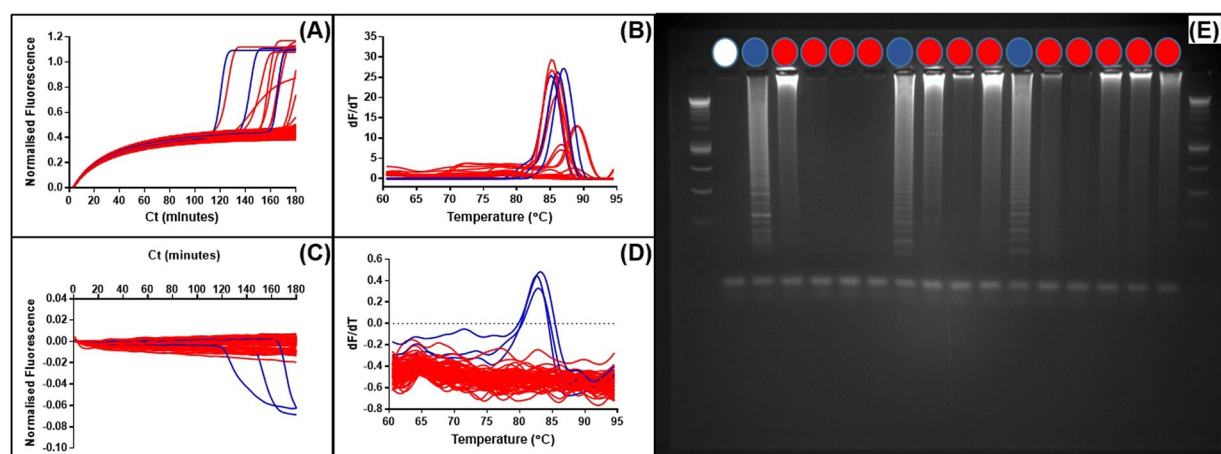 (A)
Normalised Fluorescence
1.2
1.0
0.8
0.6
0.4
0.2
0.0
0 20 40 60 80 100 120 140 160 180
Ct (minutes)
(B)
dF/dT
35
30
25
20
15
10
5
0
60 65 70 75 80 85 90 95
Temperature (°C)
(C)
Ct (minutes)
0 20 40 60 80 100 120 140 160 180
Normalised Fluorescence
0.04
0.02
0.00
-0.02
-0.04
-0.06
-0.08
-0.10
(D)
dF/dT
0.6
0.4
0.2
0.0
-0.2
-0.4
-0.6
-0.8
60 65 70 75 80 85 90 95
Temperature (°C)
(E)